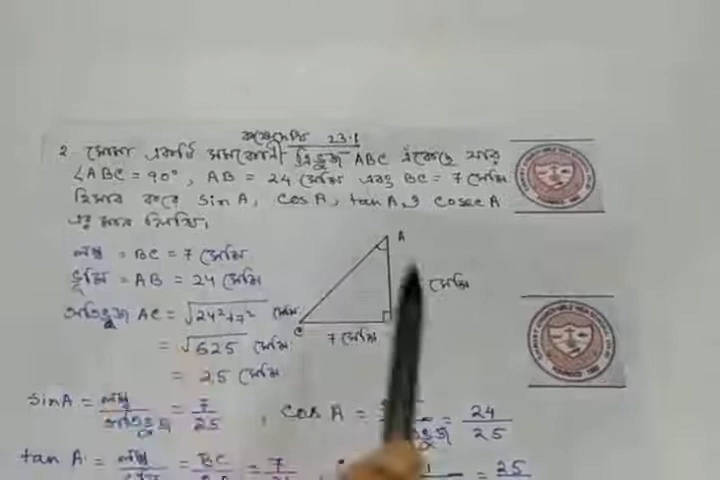 কষে দেখি 23.1
2 সোমা একটি সমকোণী ত্রিভুজ ABC এঁকেছে যার
∠ABC = 90°, AB = 24 সেমি এবং BC = 7 সেমি
হিসাব করে sin A, cos A, tan A ও cosec A
এর মান লিখি।
লম্ব = BC = 7 সেমি
ভূমি = AB = 24 সেমি
অতিভুজ AC = √24²+7² সেমি
= √625 সেমি
= 25 সেমি
A
সেমি
C
7 সেমি
sin A = লম্ব/অতিভুজ = 7/25, cos A = = 24/25
tan A = লম্ব/ = BC/ = 7/ = 25/